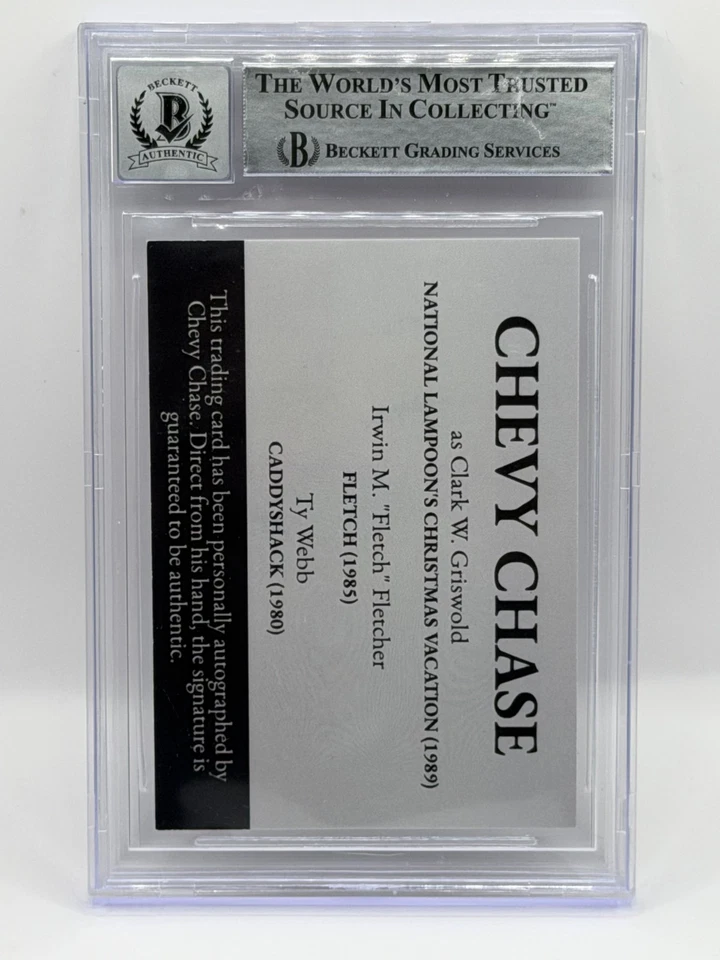 BECKETT
B
AUTHENTIC
THE WORLD'S MOST TRUSTED
SOURCE IN COLLECTING™
B BECKETT GRADING SERVICES
CHEVY CHASE
as Clark W. Griswold
NATIONAL LAMPOON'S CHRISTMAS VACATION (1989)
Irwin M. "Fletch" Fletcher
FLETCH (1985)
Ty Webb
CADDYSHACK (1980)
This trading card has been personally autographed by
Chevy Chase. Direct from his hand, the signature is
guaranteed to be authentic.